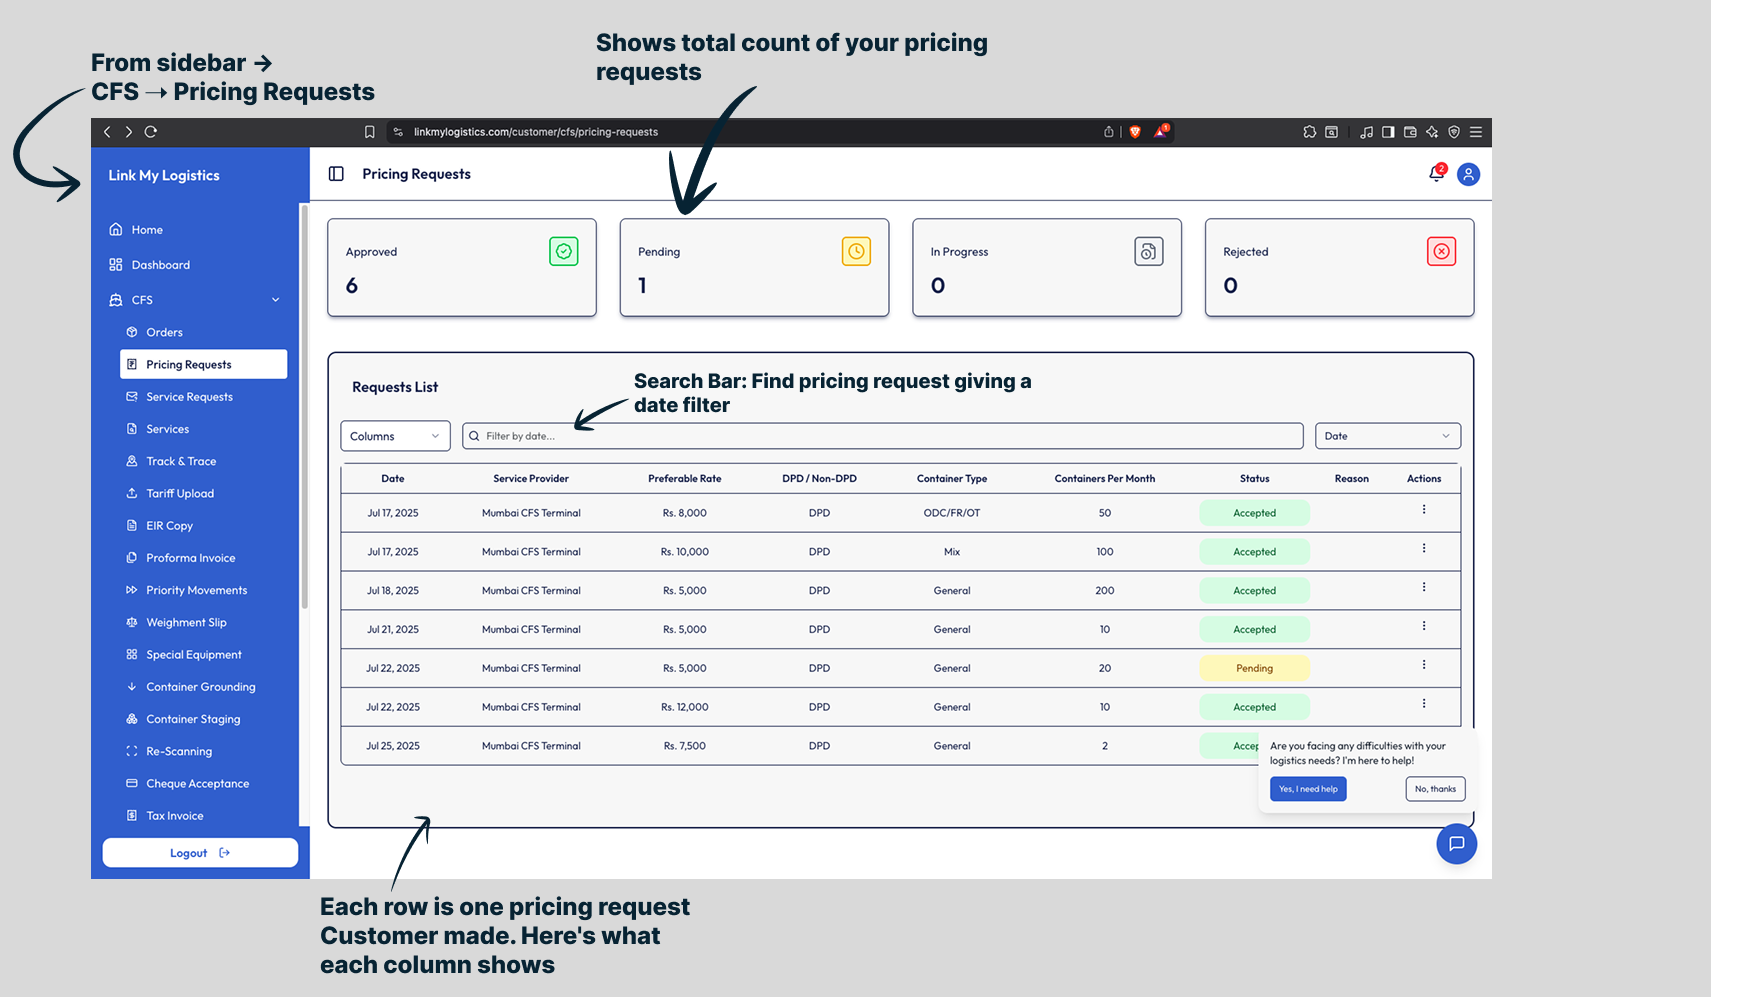 From sidebar →
CFS → Pricing Requests
Shows total count of your pricing
requests
linkmylogistics.com/customer/cfs/pricing-requests
1
Link My Logistics
Pricing Requests
2
Home
Dashboard
CFS
Orders
Pricing Requests
Service Requests
Services
Track & Trace
Tariff Upload
EIR Copy
Proforma Invoice
Priority Movements
Weighment Slip
Special Equipment
Container Grounding
Container Staging
Re-Scanning
Cheque Acceptance
Tax Invoice
Logout
Approved
6
Pending
1
In Progress
0
Rejected
0
Requests List
Search Bar: Find pricing request giving a
date filter
Columns
Filter by date...
Date
Date Service Provider Preferable Rate DPD / Non-DPD Container Type Containers Per Month Status Reason Actions
Jul 17, 2025 Mumbai CFS Terminal Rs. 8,000 DPD ODC/FR/OT 50 Accepted
Jul 17, 2025 Mumbai CFS Terminal Rs. 10,000 DPD Mix 100 Accepted
Jul 18, 2025 Mumbai CFS Terminal Rs. 5,000 DPD General 200 Accepted
Jul 21, 2025 Mumbai CFS Terminal Rs. 5,000 DPD General 10 Accepted
Jul 22, 2025 Mumbai CFS Terminal Rs. 5,000 DPD General 20 Pending
Jul 22, 2025 Mumbai CFS Terminal Rs. 12,000 DPD General 10 Accepted
Jul 25, 2025 Mumbai CFS Terminal Rs. 7,500 DPD General 2 Accep
Are you facing any difficulties with your
logistics needs? I'm here to help!
Yes, I need help
No, thanks
Each row is one pricing request
Customer made. Here's what
each column shows